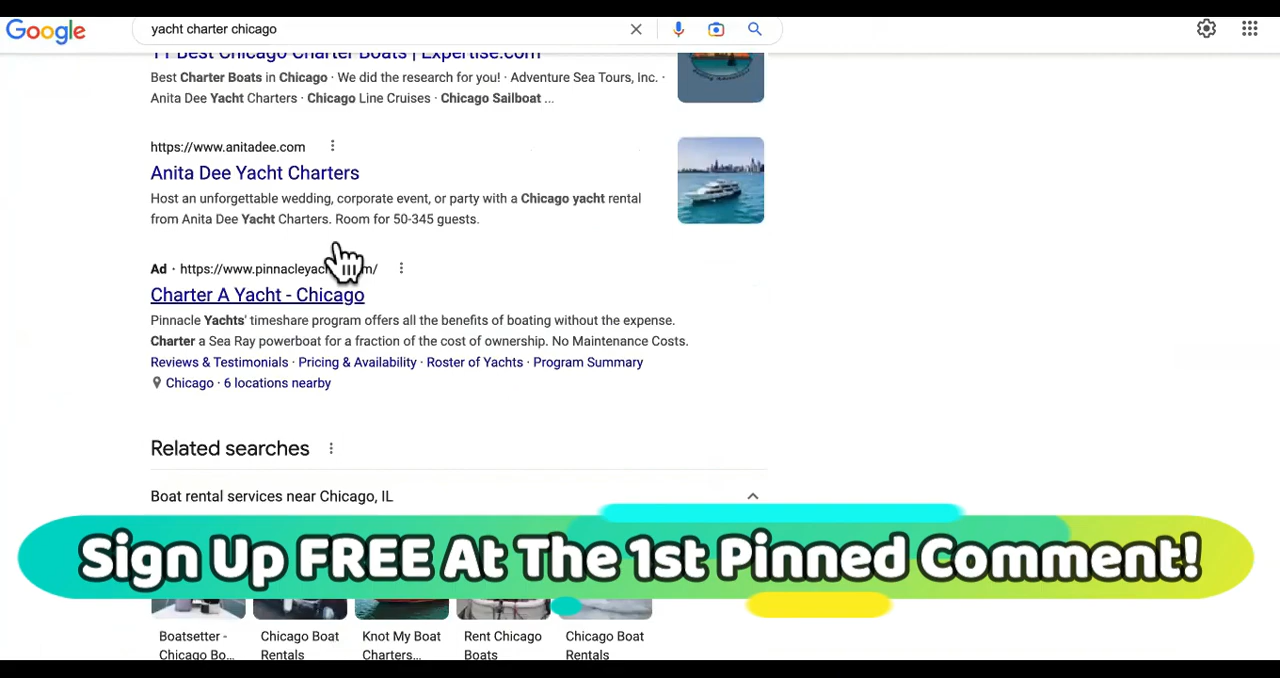 Google
yacht charter chicago
11 Best Chicago Charter Boats | Expertise.com
Best Charter Boats in Chicago · We did the research for you! · Adventure Sea Tours, Inc. ·
Anita Dee Yacht Charters · Chicago Line Cruises · Chicago Sailboat ...
https://www.anitadee.com
Anita Dee Yacht Charters
Host an unforgettable wedding, corporate event, or party with a Chicago yacht rental
from Anita Dee Yacht Charters. Room for 50-345 guests.
Ad · https://www.pinnacleyac m/
Charter A Yacht - Chicago
Pinnacle Yachts' timeshare program offers all the benefits of boating without the expense.
Charter a Sea Ray powerboat for a fraction of the cost of ownership. No Maintenance Costs.
Reviews & Testimonials · Pricing & Availability · Roster of Yachts · Program Summary
Chicago · 6 locations nearby
Related searches
Boat rental services near Chicago, IL
Sign Up FREE At The 1st Pinned Comment!
Boatsetter - Chicago Boat Knot My Boat Rent Chicago Chicago Boat
Chicago Bo... Rentals Charters... Boats Rentals